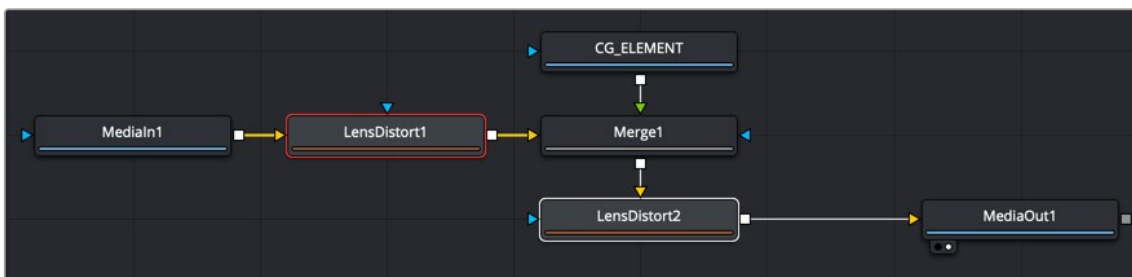 CG_ELEMENT
MediaIn1
LensDistort1
Merge1
LensDistort2
MediaOut1